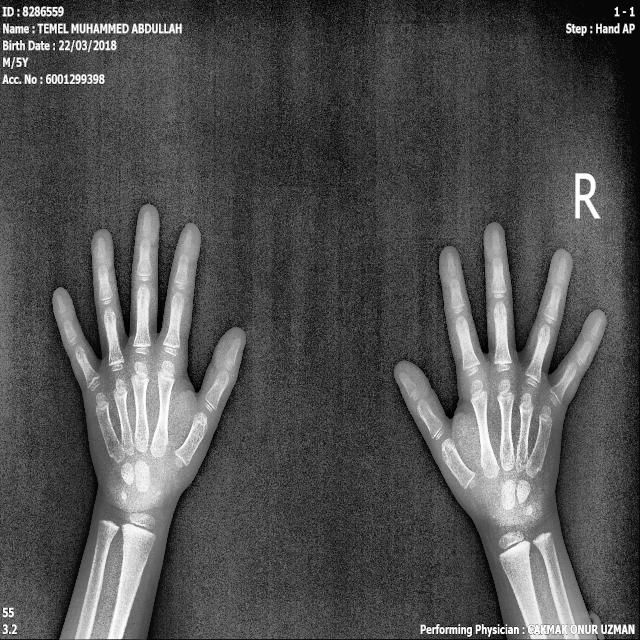 ID : 8286559
Name : TEMEL MUHAMMED ABDULLAH
Birth Date : 22/03/2018
M/5Y
Acc. No : 6001299398
1 - 1
Step : Hand AP
R
55
3.2
Performing Physician : CAKMAK ONUR UZMAN